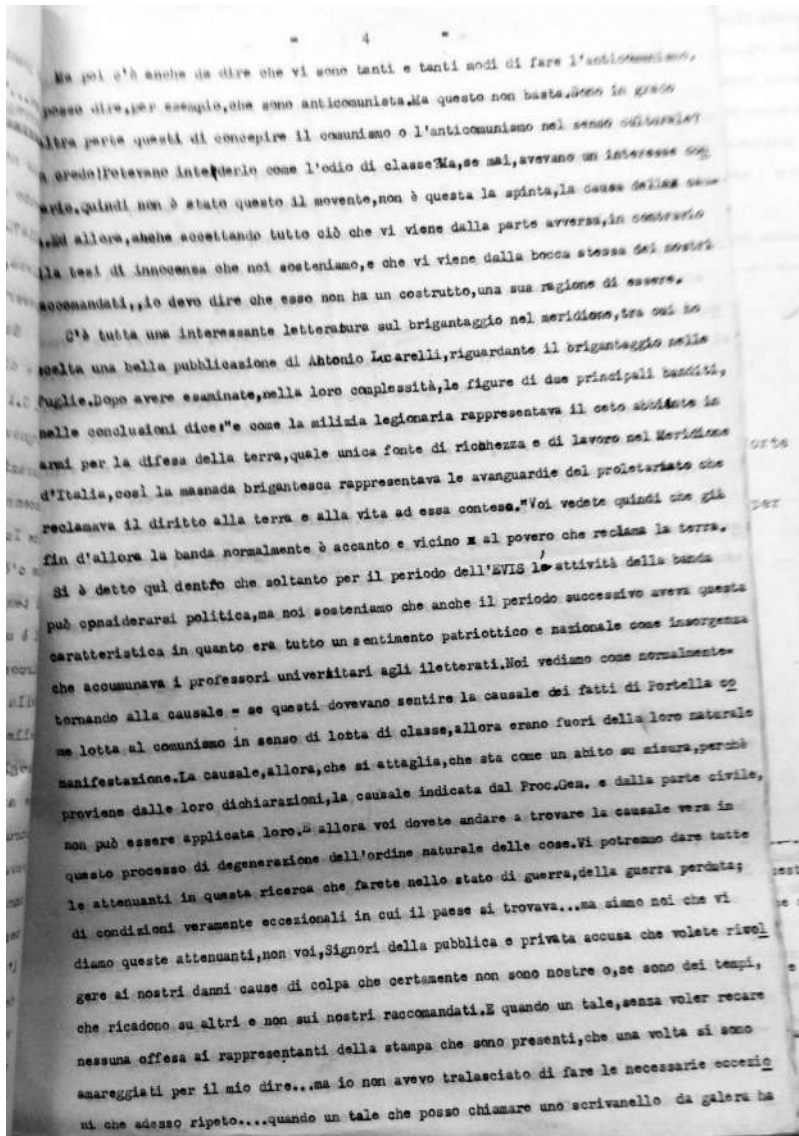 - 4 -
Ma poi c'è anche da dire che vi sono tanti e tanti modi di fare l'anticomunismo,
posso dire,per esempio,che sono anticomunista.Ma questo non basta.Sono in grado
altra parte questi di concepire il comunismo o l'anticomunismo nel senso culturale?
n credo!Potevano intenderlo come l'odio di classe?Ma,se mai,avevano un interesse con
ario.Quindi non è stato questo il movente,non è questa la spinta,la causa della
.Ed allora,anche accettando tutto ciò che vi viene dalla parte avversa,in contrario
lla tesi di innocenza che noi sosteniamo,e che vi viene dalla bocca stessa dei nostri
accomandati,,io devo dire che esso non ha un costrutto,una sua ragione di essere.
C'è tutta una interessante letteratura sul brigantaggio nel meridione,tra cui ho
scelta una bella pubblicazione di Antonio Lucarelli,riguardante il brigantaggio nelle
Puglie.Dopo avere esaminate,nella loro complessità,le figure di due principali banditi,
nelle conclusioni dice:"e come la milizia legionaria rappresentava il ceto abbiente in
armi per la difesa della terra,quale unica fonte di ricchezza e di lavoro nel Meridione
d'Italia,così la masnada brigantesca rappresentava le avanguardie del proletariato che
reclamava il diritto alla terra e alla vita ad essa contesa."Voi vedete quindi che già
fin d'allora la banda normalmente è accanto e vicino x al povero che reclama la terra.
Si è detto quì dentro che soltanto per il periodo dell'EVIS l'attività della banda
può considerarsi politica,ma noi sosteniamo che anche il periodo successivo aveva questa
caratteristica in quanto era tutto un sentimento patriottico e nazionale come insorgenza
che accumunava i professori universitari agli iletterati.Noi vediamo come normalmente-
tornando alla causale - se questi dovevano sentire la causale dei fatti di Portella co
me lotta al comunismo in senso di lotta di classe,allora erano fuori della loro naturale
manifestazione.La causale,allora,che si attaglia,che sta come un abito su misura,perchè
proviene dalle loro dichiarazioni,la causale indicata dal Proc.Gen. e dalla parte civile,
non può essere applicata loro.E allora voi dovete andare a trovare la causale vera in
questo processo di degenerazione dell'ordine naturale delle cose.Vi potremmo dare tutte
le attenuanti in questa ricerca che farete nello stato di guerra,della guerra perduta;
di condizioni veramente eccezionali in cui il paese si trovava...ma siamo noi che vi
diamo queste attenuanti,non voi,Signori della pubblica e privata accusa che volete rivol
gere ai nostri danni cause di colpa che certamente non sono nostre o,se sono dei tempi,
che ricadono su altri e non sui nostri raccomandati.E quando un tale,senza voler recare
nessuna offesa ai rappresentanti della stampa che sono presenti,che una volta si sono
amareggiati per il mio dire...ma io non avevo tralasciato di fare le necessarie eccezio
ni che adesso ripeto....quando un tale che posso chiamare uno scrivanello da galera ha